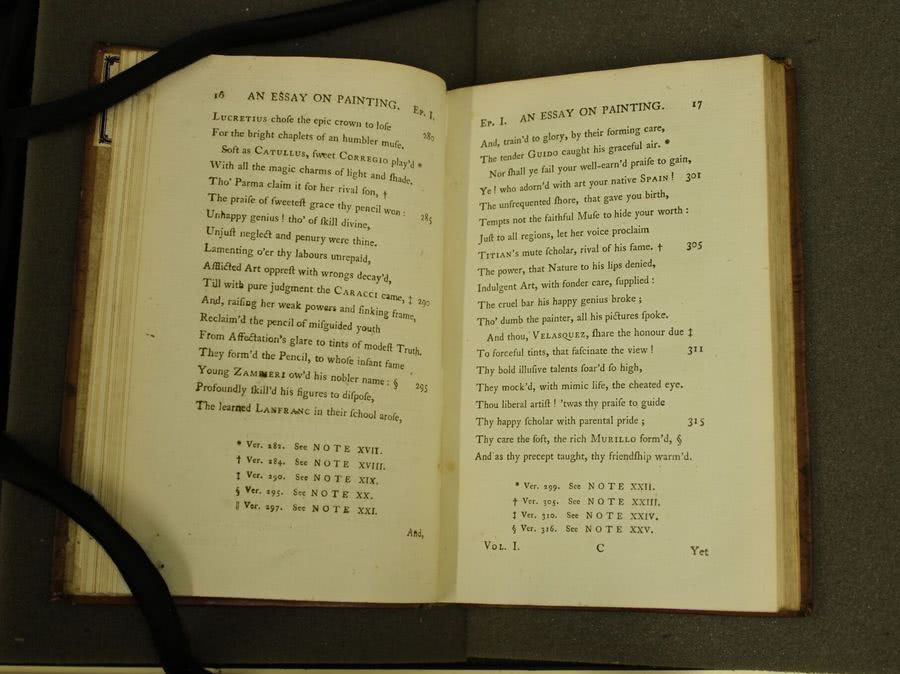 16 AN ESSAY ON PAINTING. Ep. I.
LUCRETIUS choſe the epic crown to loſe 280
For the bright chaplets of an humbler muſe.
Soft as CATULLUS, ſweet CORREGIO play'd *
With all the magic charms of light and ſhade.
Tho' Parma claim it for her rival ſon, †
The praiſe of ſweeteſt grace thy pencil won: 285
Unhappy genius! tho' of ſkill divine,
Unjuſt neglect and penury were thine.
Lamenting o'er thy labours unrepaid,
Afflicted Art oppreſt with wrongs decay'd,
Till with pure judgment the CARACCI came, ‡ 290
And, raiſing her weak powers and ſinking frame,
Reclaim'd the pencil of miſguided youth
From Affectation's glare to tints of modeſt Truth.
They form'd the Pencil, to whoſe infant fame
Young ZAMPIERI ow'd his nobler name: § 295
Profoundly ſkill'd his figures to diſpoſe,
The learned LANFRANC in their ſchool aroſe,
* Ver. 282. See NOTE XVII.
† Ver. 284. See NOTE XVIII.
‡ Ver. 290. See NOTE XIX.
§ Ver. 295. See NOTE XX.
‖ Ver. 297. See NOTE XXI.
And,
EP. I. AN ESSAY ON PAINTING. 17
And, train'd to glory, by their forming care,
The tender GUIDO caught his graceful air. *
Nor ſhall ye fail your well-earn'd praiſe to gain,
Ye! who adorn'd with art your native SPAIN! 301
The unfrequented ſhore, that gave you birth,
Tempts not the faithful Muſe to hide your worth:
Juſt to all regions, let her voice proclaim
TITIAN's mute ſcholar, rival of his fame. † 305
The power, that Nature to his lips denied,
Indulgent Art, with fonder care, ſupplied:
The cruel bar his happy genius broke;
Tho' dumb the painter, all his pictures ſpoke.
And thou, VELASQUEZ, ſhare the honour due ‡
To forceful tints, that faſcinate the view! 311
Thy bold illuſive talents ſoar'd ſo high,
They mock'd, with mimic life, the cheated eye.
Thou liberal artiſt! 'twas thy praiſe to guide
Thy happy ſcholar with parental pride; 315
Thy care the ſoft, the rich MURILLO form'd, §
And as thy precept taught, thy friendſhip warm'd.
* Ver. 299. See NOTE XXII.
† Ver. 305. See NOTE XXIII.
‡ Ver. 310. See NOTE XXIV.
§ Ver. 316. See NOTE XXV.
VOL. I. C Yet